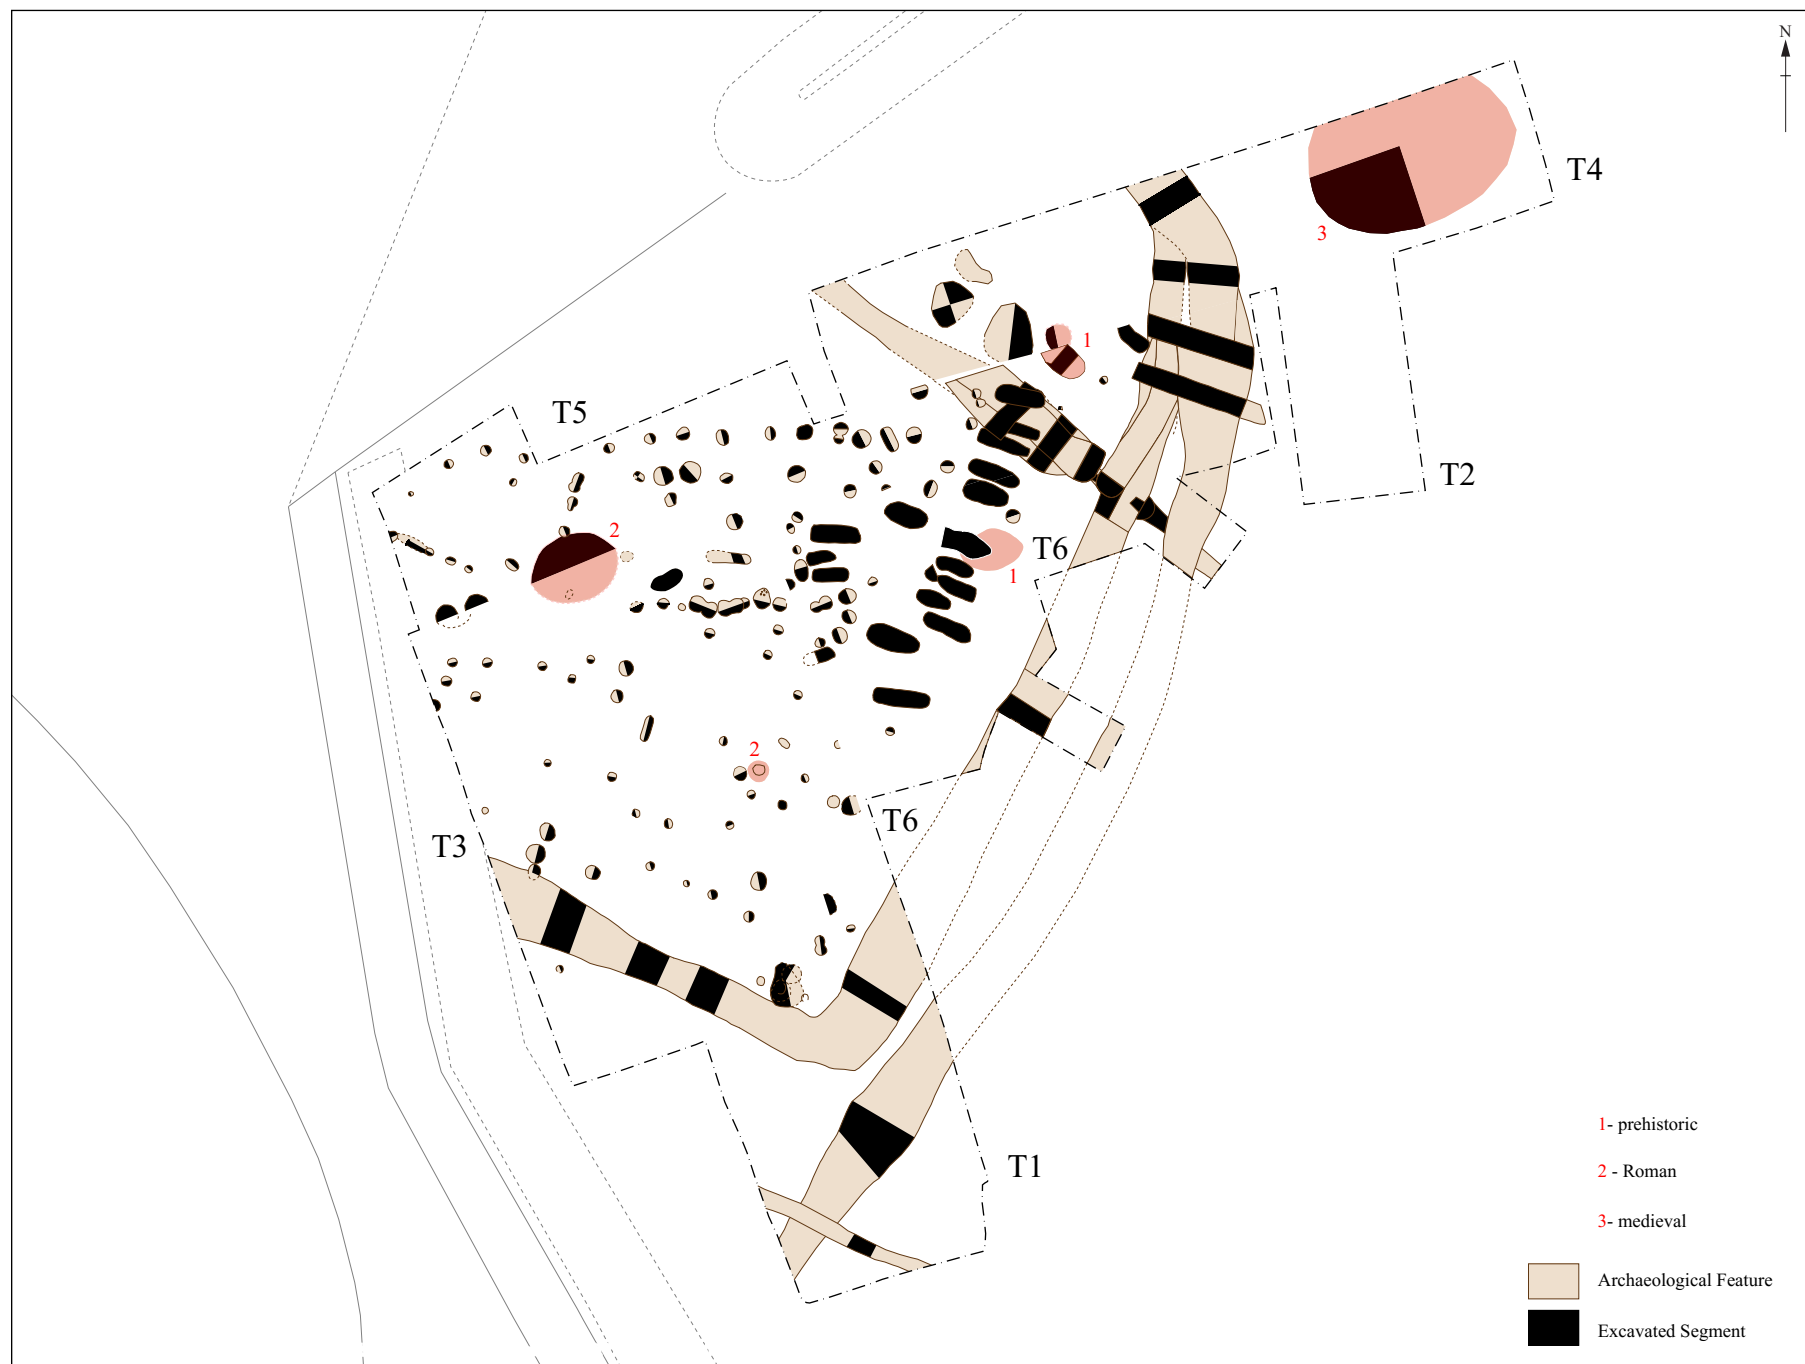 N
T4
3
1
T5
T2
2
T6
1
2
T6
T3
1- prehistoric
T1
2 - Roman
3- medieval
Archaeological Feature
Excavated Segment